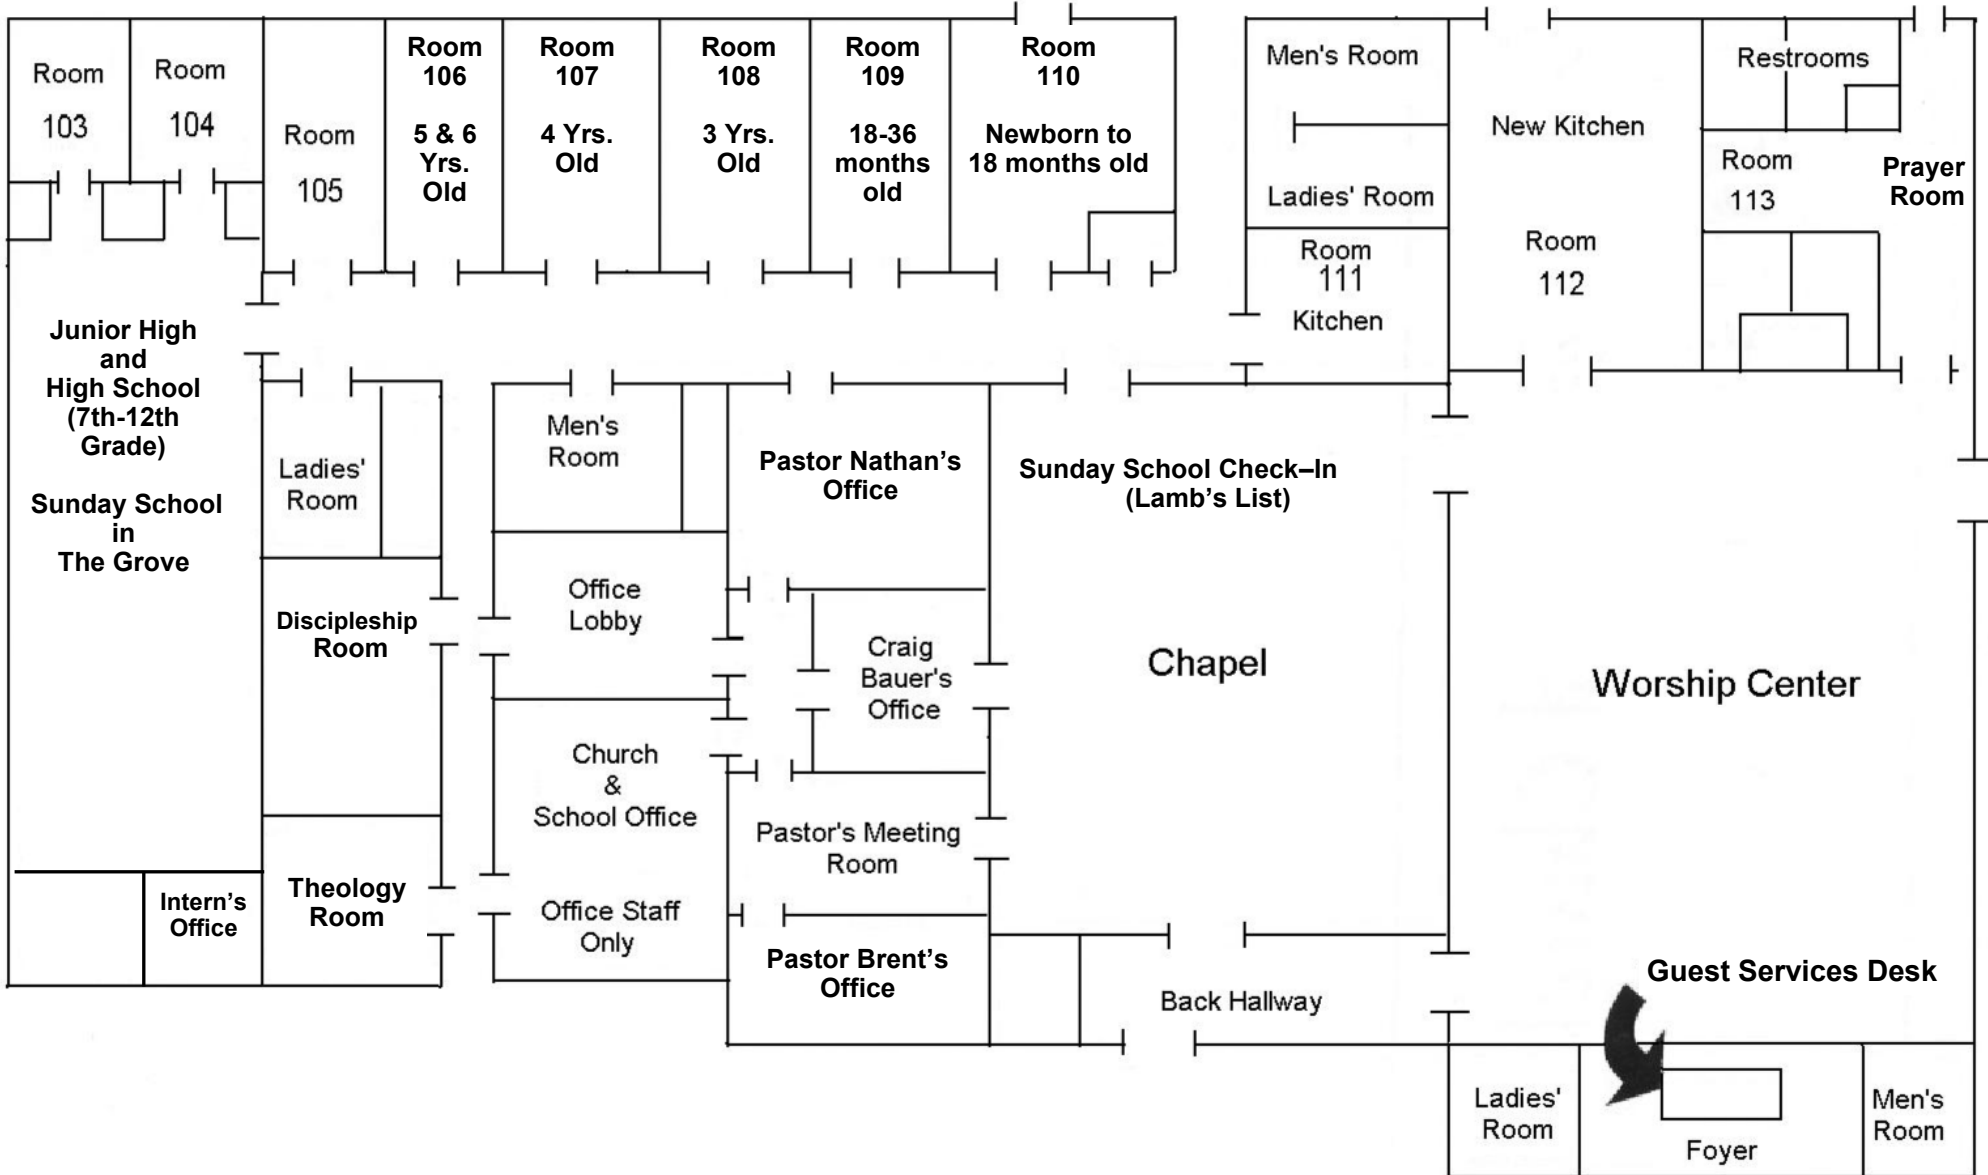 Room
103
Room
104
Room
105
Room
106
5 & 6
Yrs.
Old
Room
107
4 Yrs.
Old
Room
108
3 Yrs.
Old
Room
109
18-36
months
old
Room
110
Newborn to
18 months old
Men's Room
Ladies' Room
Room
111
Kitchen
New Kitchen
Room
112
Restrooms
Room
113
Prayer
Room
Junior High
and
High School
(7th-12th
Grade)
Sunday School
in
The Grove
Ladies'
Room
Men's
Room
Pastor Nathan’s
Office
Sunday School Check–In
(Lamb’s List)
Discipleship
Room
Office
Lobby
Craig
Bauer's
Office
Chapel
Worship Center
Church
&
School Office
Office Staff
Only
Pastor's Meeting
Room
Intern’s
Office
Theology
Room
Pastor Brent’s
Office
Back Hallway
Guest Services Desk
Ladies'
Room
Foyer
Men's
Room